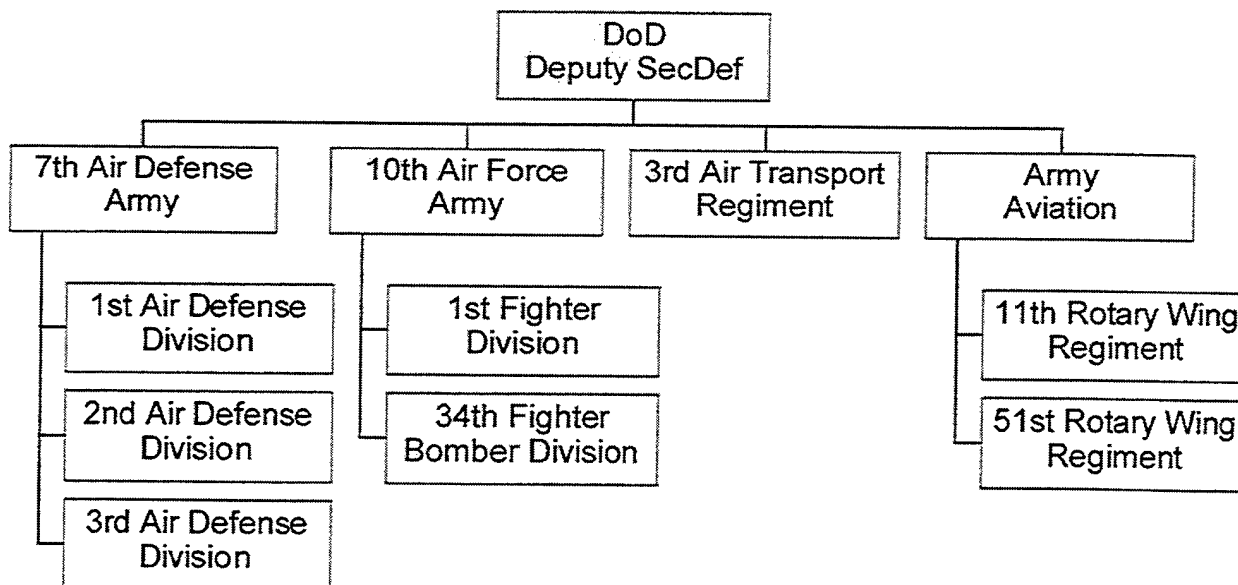 DoD
Deputy SecDef
7th Air Defense
Army
10th Air Force
Army
3rd Air Transport
Regiment
Army
Aviation
1st Air Defense
Division
2nd Air Defense
Division
3rd Air Defense
Division
1st Fighter
Division
34th Fighter
Bomber Division
11th Rotary Wing
Regiment
51st Rotary Wing
Regiment